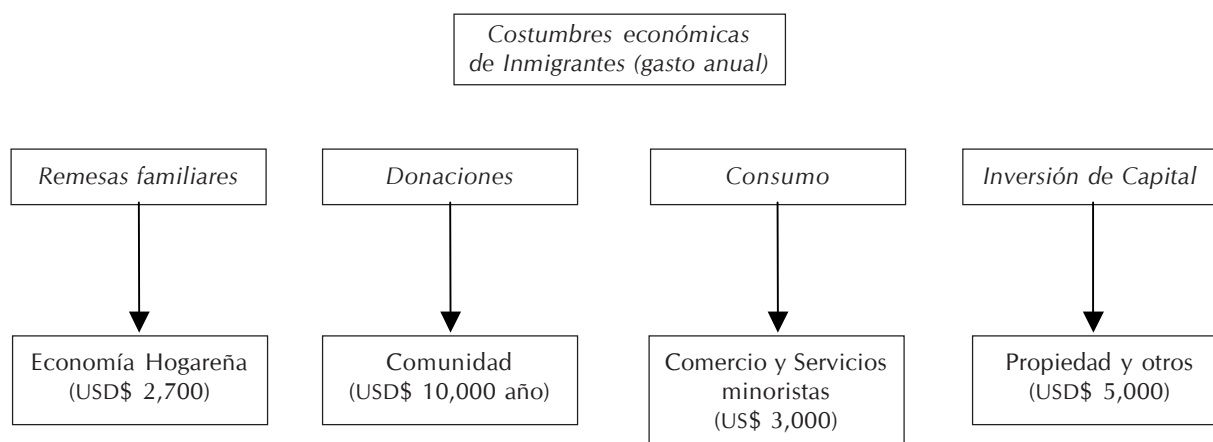 Costumbres económicas
de Inmigrantes (gasto anual)
Remesas familiares
Donaciones
Consumo
Inversión de Capital
Economía Hogareña
(USD$ 2,700)
Comunidad
(USD$ 10,000 año)
Comercio y Servicios
minoristas
(US$ 3,000)
Propiedad y otros
(USD$ 5,000)